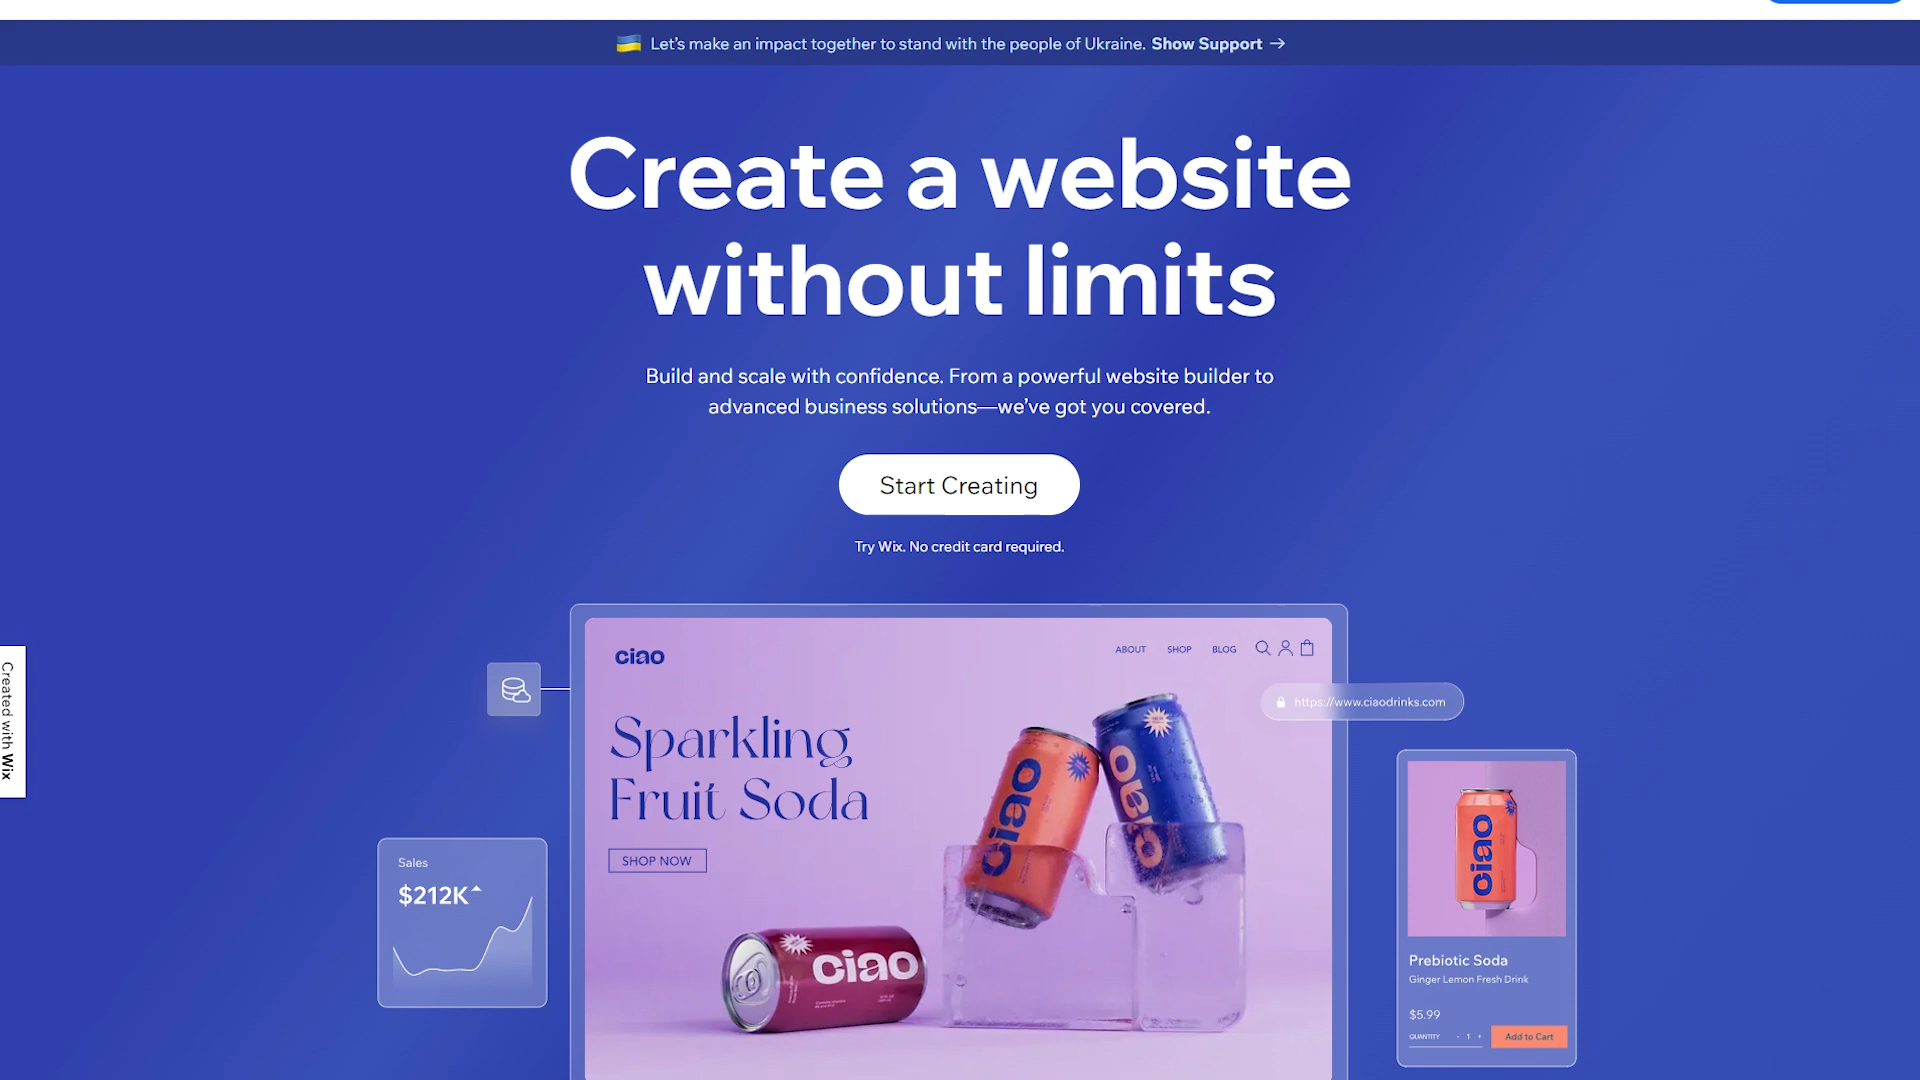 Let's make an impact together to stand with the people of Ukraine. Show Support →
Create a website
without limits
Build and scale with confidence. From a powerful website builder to
advanced business solutions—we've got you covered.
Start Creating
Try Wix. No credit card required.
Created with Wix
ciao
ABOUT SHOP BLOG
https://www.ciaodrinks.com
Sparkling
Fruit Soda
SHOP NOW
ciao
ciao
ciao
Sales
$212K
ciao
Prebiotic Soda
Ginger Lemon Fresh Drink
$5.99
QUANTITY - 1 +
Add to Cart